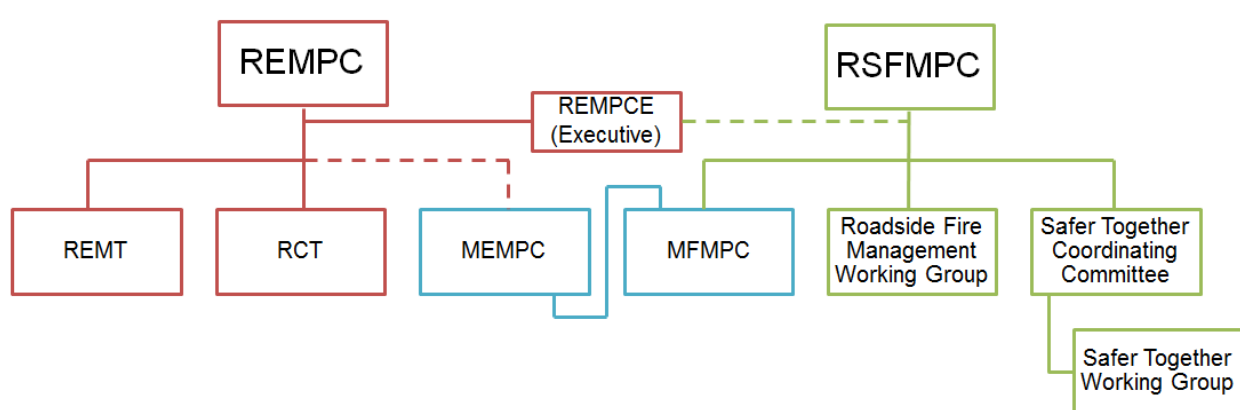 REMPC
RSFMPC
REMPCE
(Executive)
REMT
RCT
MEMPC
MFMPC
Roadside Fire
Management
Working Group
Safer Together
Coordinating
Committee
Safer Together
Working Group